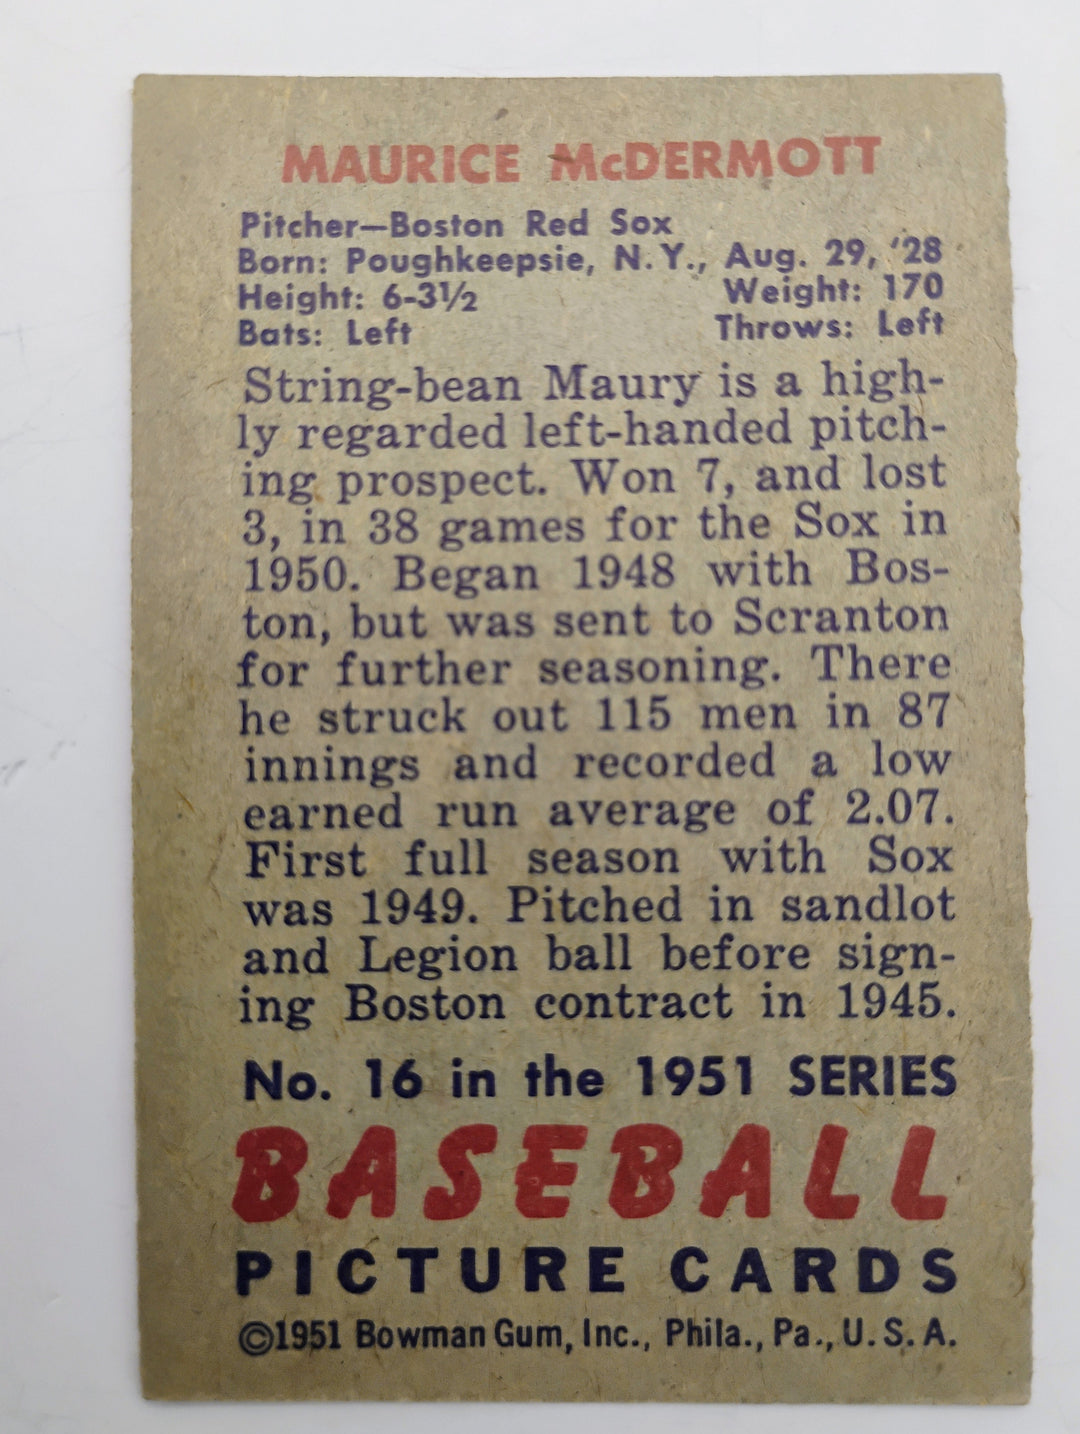 MAURICE McDERMOTT
Pitcher—Boston Red Sox
Born: Poughkeepsie, N.Y., Aug. 29, '28
Height: 6-3½ Weight: 170
Bats: Left Throws: Left
String-bean Maury is a high-
ly regarded left-handed pitch-
ing prospect. Won 7, and lost
3, in 38 games for the Sox in
1950. Began 1948 with Bos-
ton, but was sent to Scranton
for further seasoning. There
he struck out 115 men in 87
innings and recorded a low
earned run average of 2.07.
First full season with Sox
was 1949. Pitched in sandlot
and Legion ball before sign-
ing Boston contract in 1945.
No. 16 in the 1951 SERIES
BASEBALL
PICTURE CARDS
©1951 Bowman Gum, Inc., Phila., Pa., U.S.A.